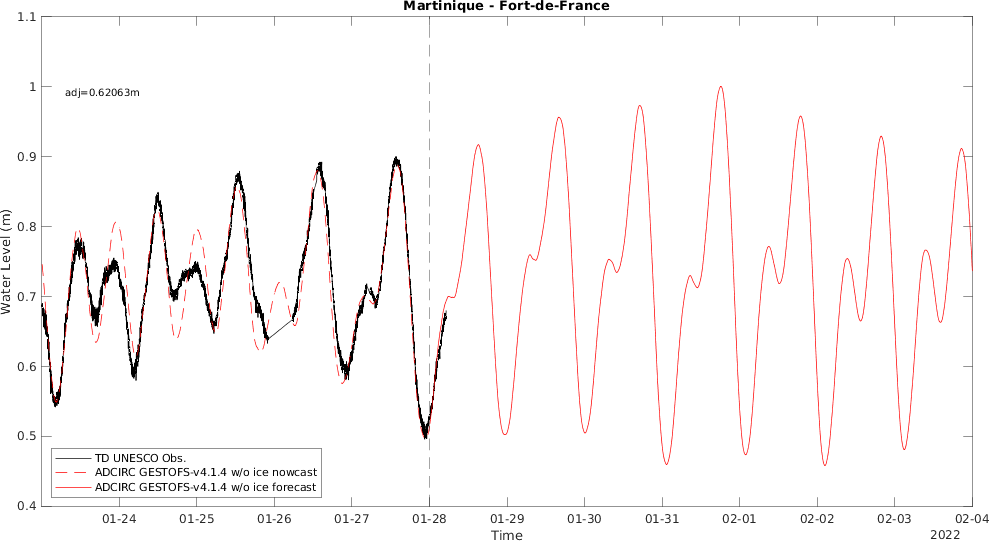 Martinique - Fort-de-France
1.1
1
0.9
0.8
0.7
0.6
0.5
0.4
Water Level (m)
adj=0.62063m
TD UNESCO Obs.
ADCIRC GESTOFS-v4.1.4 w/o ice nowcast
ADCIRC GESTOFS-v4.1.4 w/o ice forecast
01-24 01-25 01-26 01-27 01-28 01-29 01-30 01-31 02-01 02-02 02-03 02-04
Time
2022